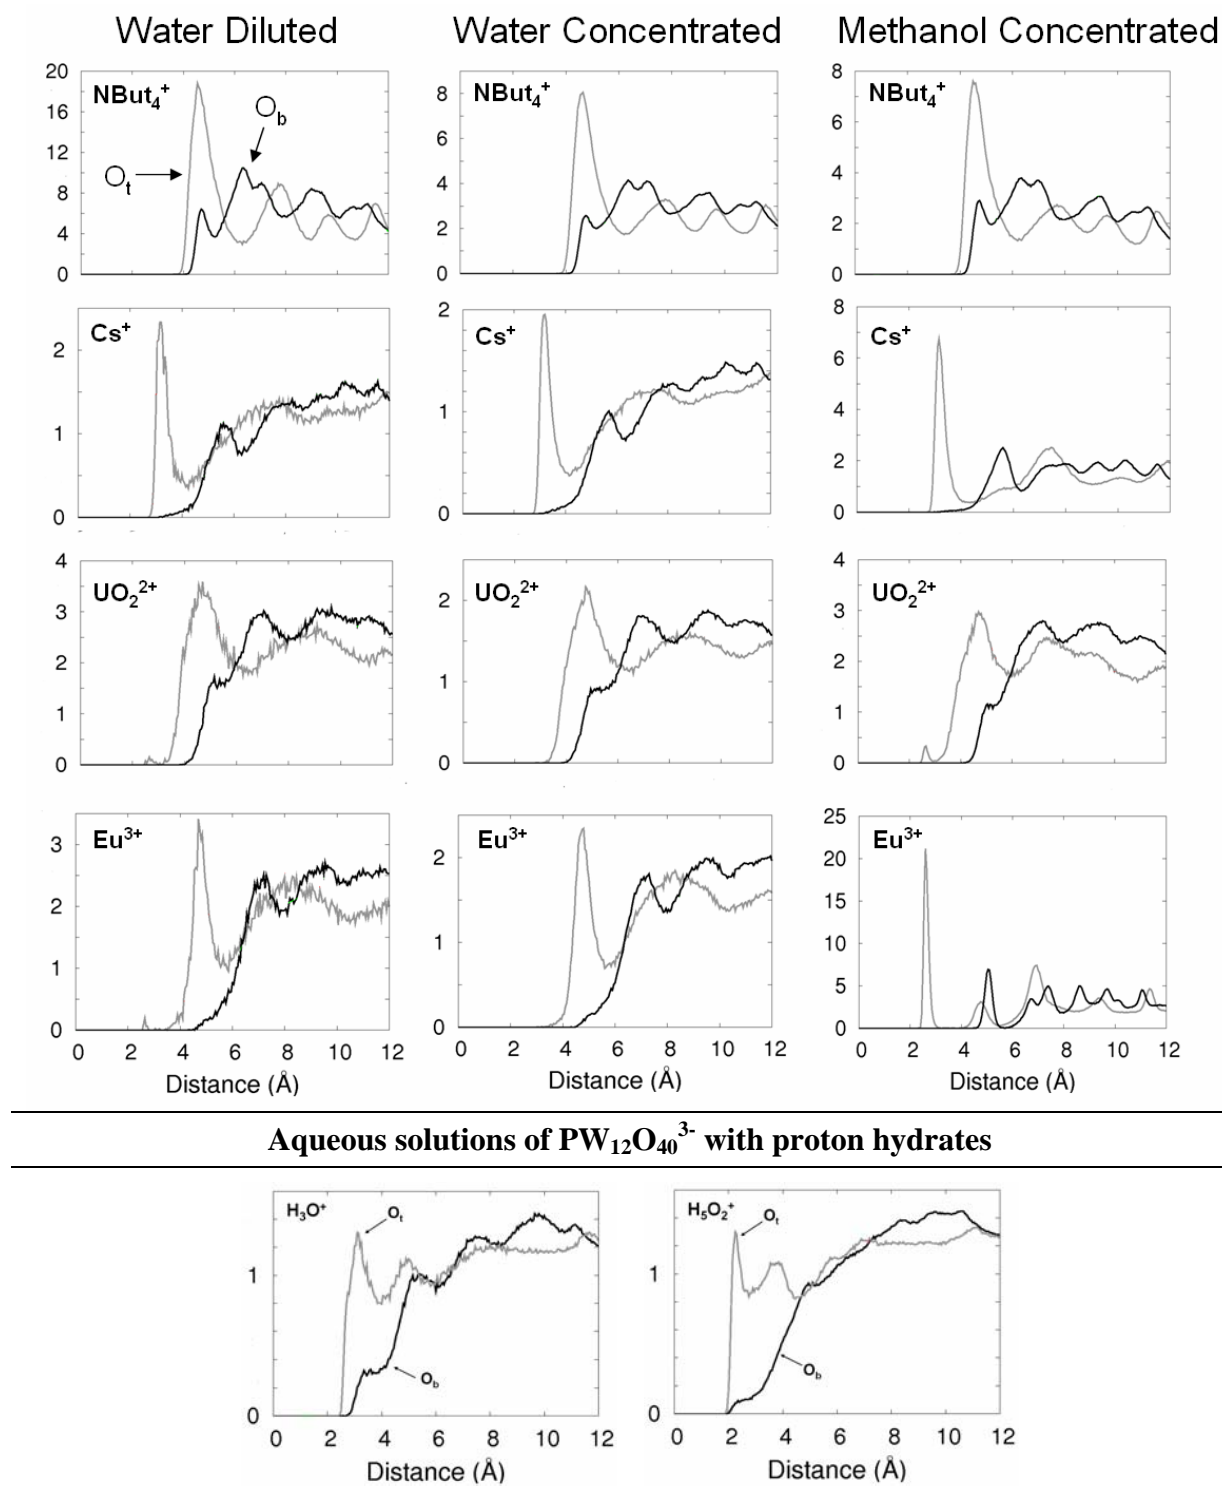 Water Diluted Water Concentrated Methanol Concentrated
20 16 12 8 4 0
NBut₄⁺
O_b
O_t
8 6 4 2 0
NBut₄⁺
8 6 4 2 0
NBut₄⁺
2 1 0
Cs⁺
2 1 0
Cs⁺
8 6 4 2 0
Cs⁺
4 3 2 1 0
UO₂²⁺
2 1 0
UO₂²⁺
4 3 2 1 0
UO₂²⁺
3 2 1 0
Eu³⁺
0 2 4 6 8 10 12
Distance (Å)
2 1 0
Eu³⁺
0 2 4 6 8 10 12
Distance (Å)
25 20 15 10 5 0
Eu³⁺
0 2 4 6 8 10 12
Distance (Å)
Aqueous solutions of PW₁₂O₄₀³⁻ with proton hydrates
H₃O⁺
O_t
O_b
1 0
0 2 4 6 8 10 12
Distance (Å)
H₅O₂⁺
O_t
O_b
1 0
0 2 4 6 8 10 12
Distance (Å)